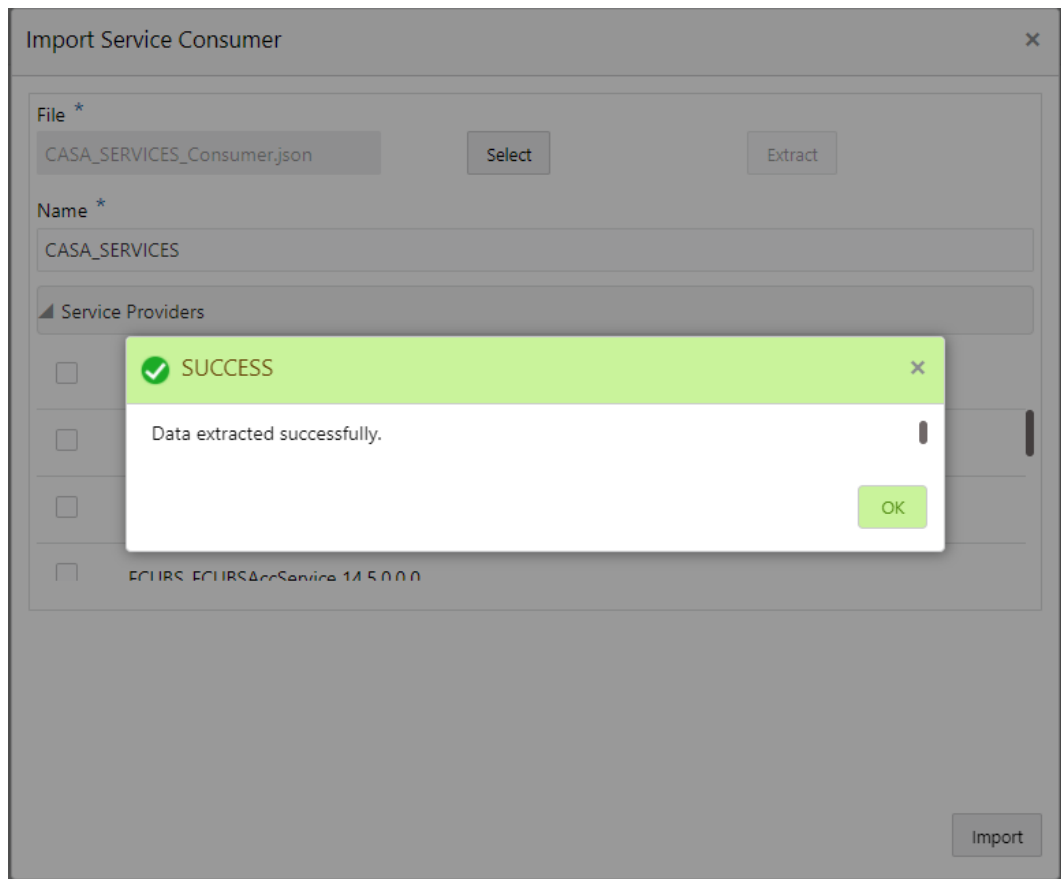 Import Service Consumer
File *
CASA_SERVICES_Consumer.json
Select
Extract
Name *
CASA_SERVICES
Service Providers
SUCCESS
Data extracted successfully.
OK
FCUBS_FCUBSAccService 14.5.0.0.0
Import